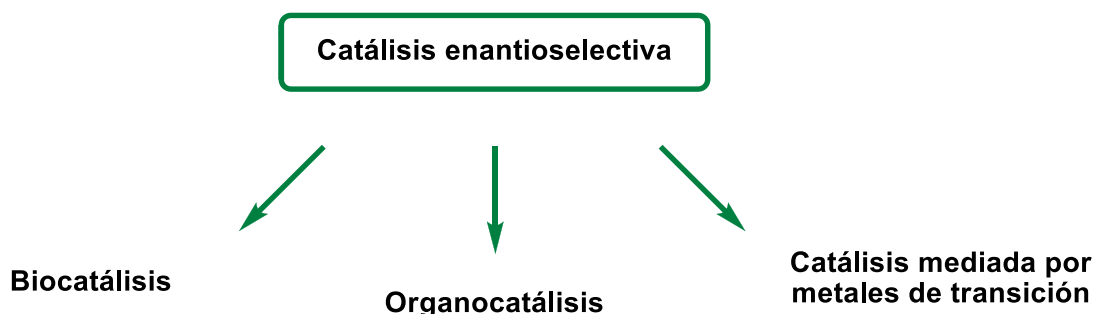 Catálisis enantioselectiva
Biocatálisis
Organocatálisis
Catálisis mediada por
metales de transición